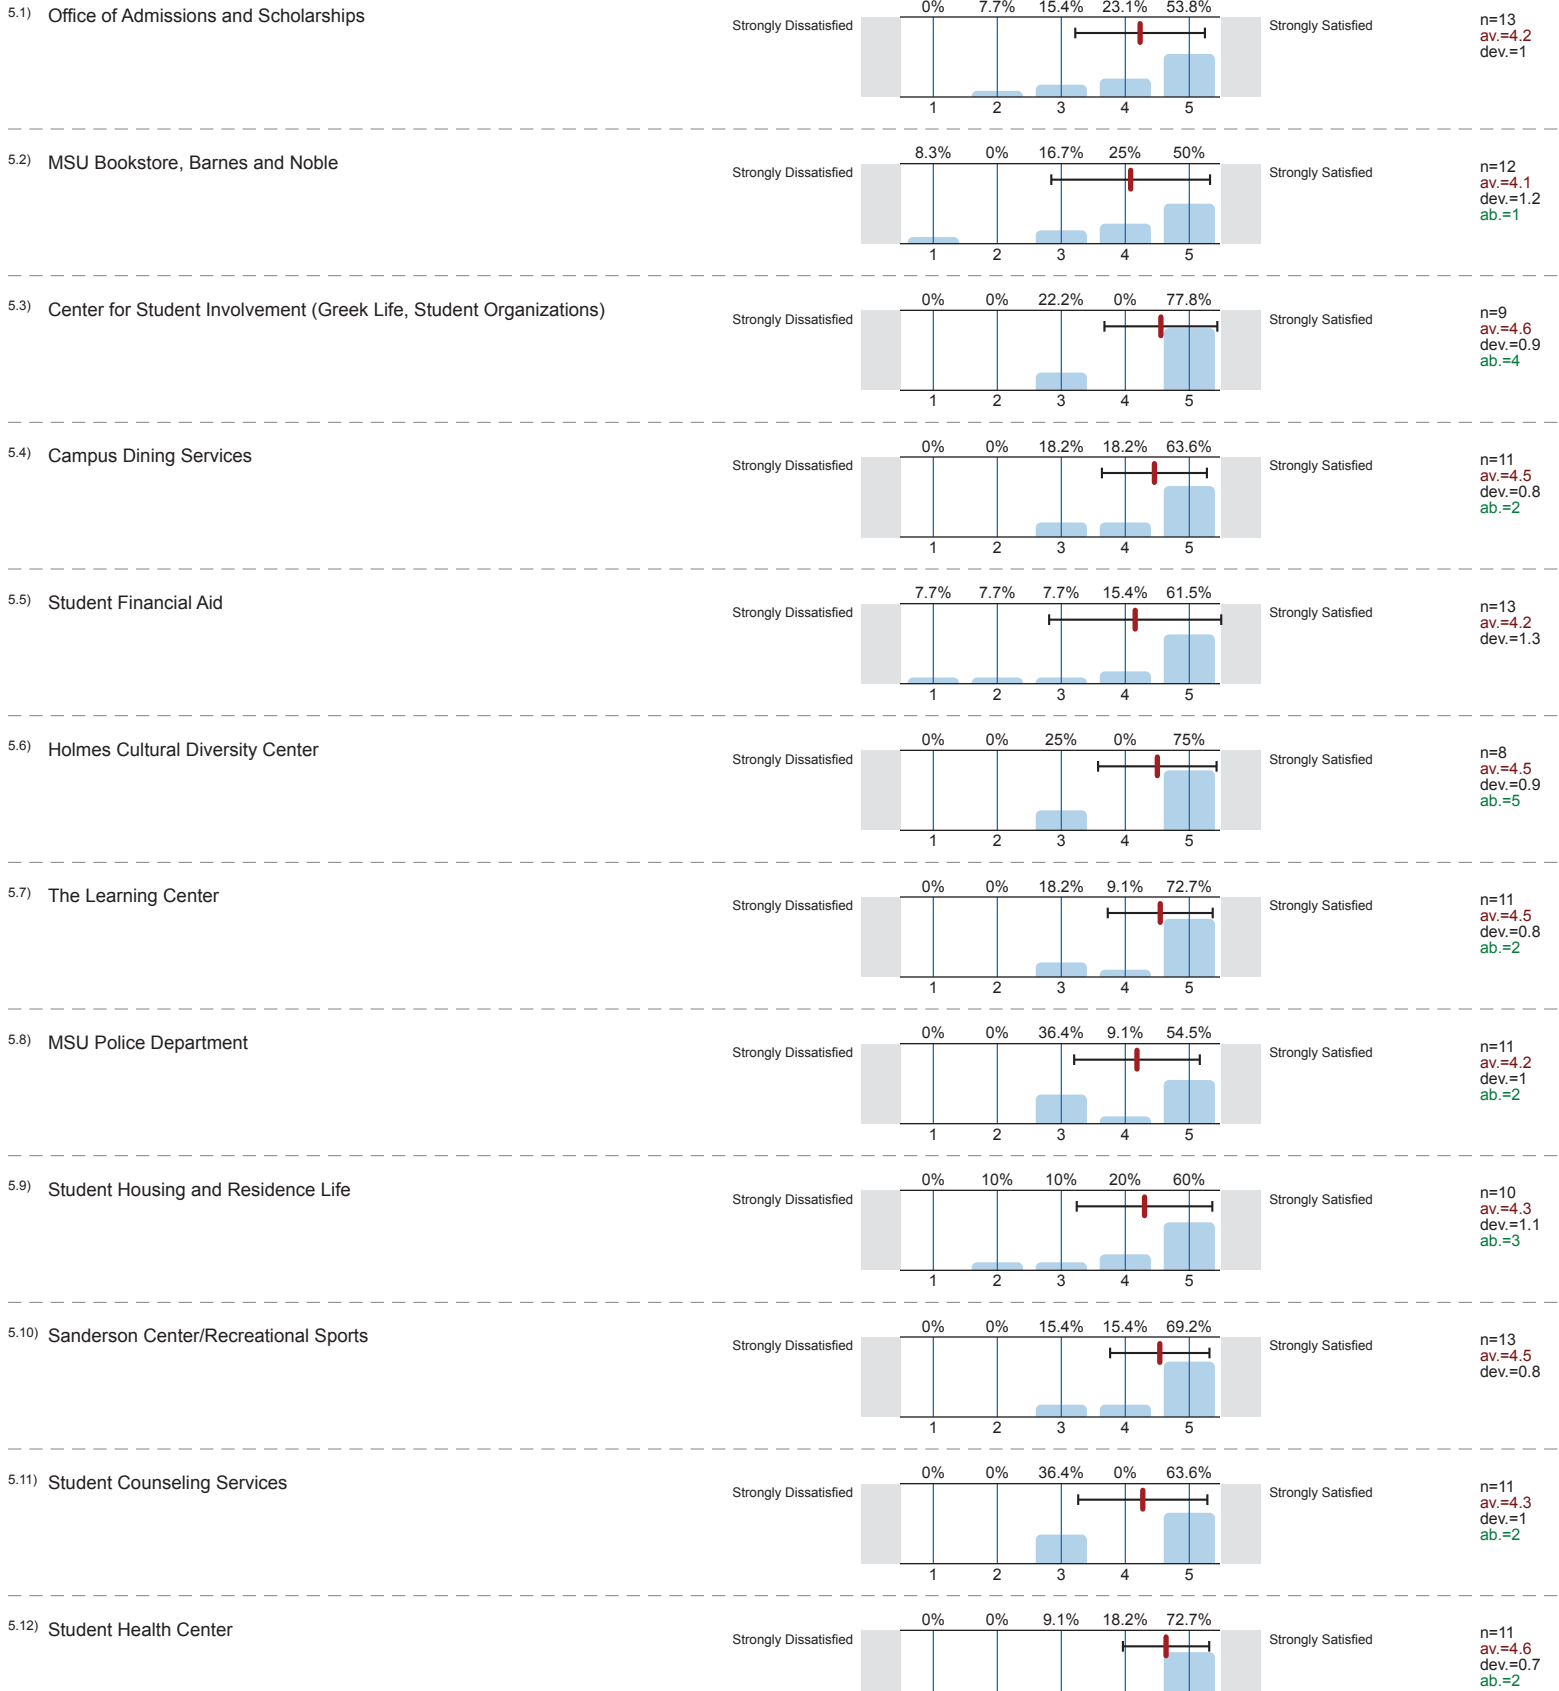 5.1) Office of Admissions and Scholarships
0% 7.7% 15.4% 23.1% 53.8%
Strongly Dissatisfied Strongly Satisfied
n=13
av.=4.2
dev.=1
1 2 3 4 5
5.2) MSU Bookstore, Barnes and Noble
8.3% 0% 16.7% 25% 50%
Strongly Dissatisfied Strongly Satisfied
n=12
av.=4.1
dev.=1.2
ab.=1
1 2 3 4 5
5.3) Center for Student Involvement (Greek Life, Student Organizations)
0% 0% 22.2% 0% 77.8%
Strongly Dissatisfied Strongly Satisfied
n=9
av.=4.6
dev.=0.9
ab.=4
1 2 3 4 5
5.4) Campus Dining Services
0% 0% 18.2% 18.2% 63.6%
Strongly Dissatisfied Strongly Satisfied
n=11
av.=4.5
dev.=0.8
ab.=2
1 2 3 4 5
5.5) Student Financial Aid
7.7% 7.7% 7.7% 15.4% 61.5%
Strongly Dissatisfied Strongly Satisfied
n=13
av.=4.2
dev.=1.3
1 2 3 4 5
5.6) Holmes Cultural Diversity Center
0% 0% 25% 0% 75%
Strongly Dissatisfied Strongly Satisfied
n=8
av.=4.5
dev.=0.9
ab.=5
1 2 3 4 5
5.7) The Learning Center
0% 0% 18.2% 9.1% 72.7%
Strongly Dissatisfied Strongly Satisfied
n=11
av.=4.5
dev.=0.8
ab.=2
1 2 3 4 5
5.8) MSU Police Department
0% 0% 36.4% 9.1% 54.5%
Strongly Dissatisfied Strongly Satisfied
n=11
av.=4.2
dev.=1
ab.=2
1 2 3 4 5
5.9) Student Housing and Residence Life
0% 10% 10% 20% 60%
Strongly Dissatisfied Strongly Satisfied
n=10
av.=4.3
dev.=1.1
ab.=3
1 2 3 4 5
5.10) Sanderson Center/Recreational Sports
0% 0% 15.4% 15.4% 69.2%
Strongly Dissatisfied Strongly Satisfied
n=13
av.=4.5
dev.=0.8
1 2 3 4 5
5.11) Student Counseling Services
0% 0% 36.4% 0% 63.6%
Strongly Dissatisfied Strongly Satisfied
n=11
av.=4.3
dev.=1
ab.=2
1 2 3 4 5
5.12) Student Health Center
0% 0% 9.1% 18.2% 72.7%
Strongly Dissatisfied Strongly Satisfied
n=11
av.=4.6
dev.=0.7
ab.=2